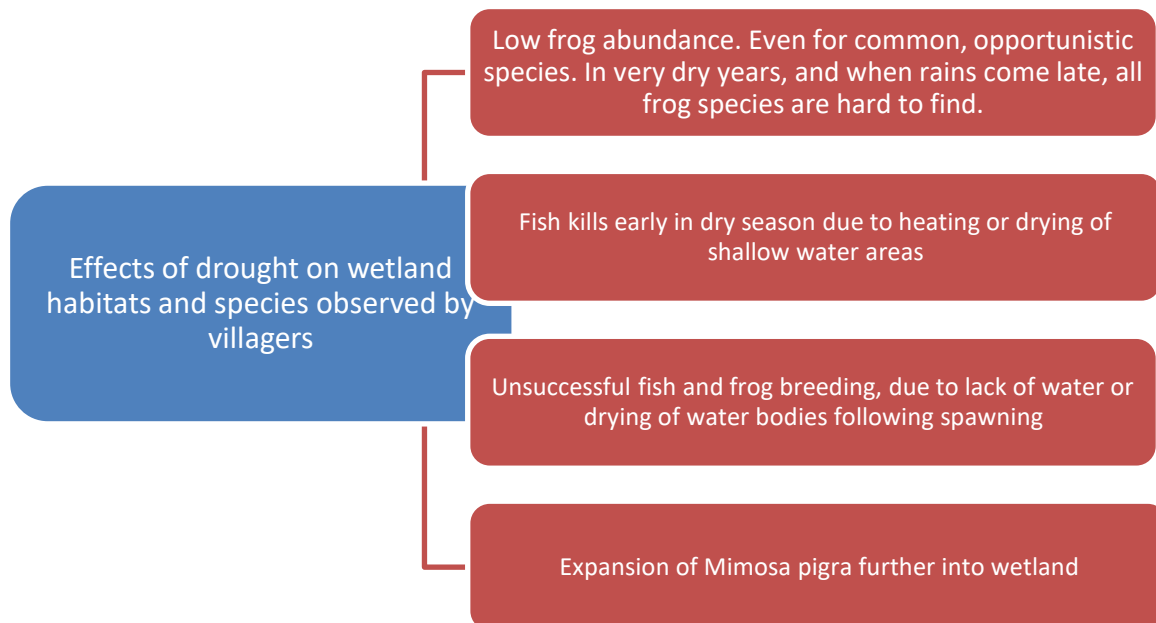 Low frog abundance. Even for common, opportunistic
species. In very dry years, and when rains come late, all
frog species are hard to find.
Fish kills early in dry season due to heating or drying of
shallow water areas
Effects of drought on wetland
habitats and species observed by
villagers
Unsuccessful fish and frog breeding, due to lack of water or
drying of water bodies following spawning
Expansion of Mimosa pigra further into wetland